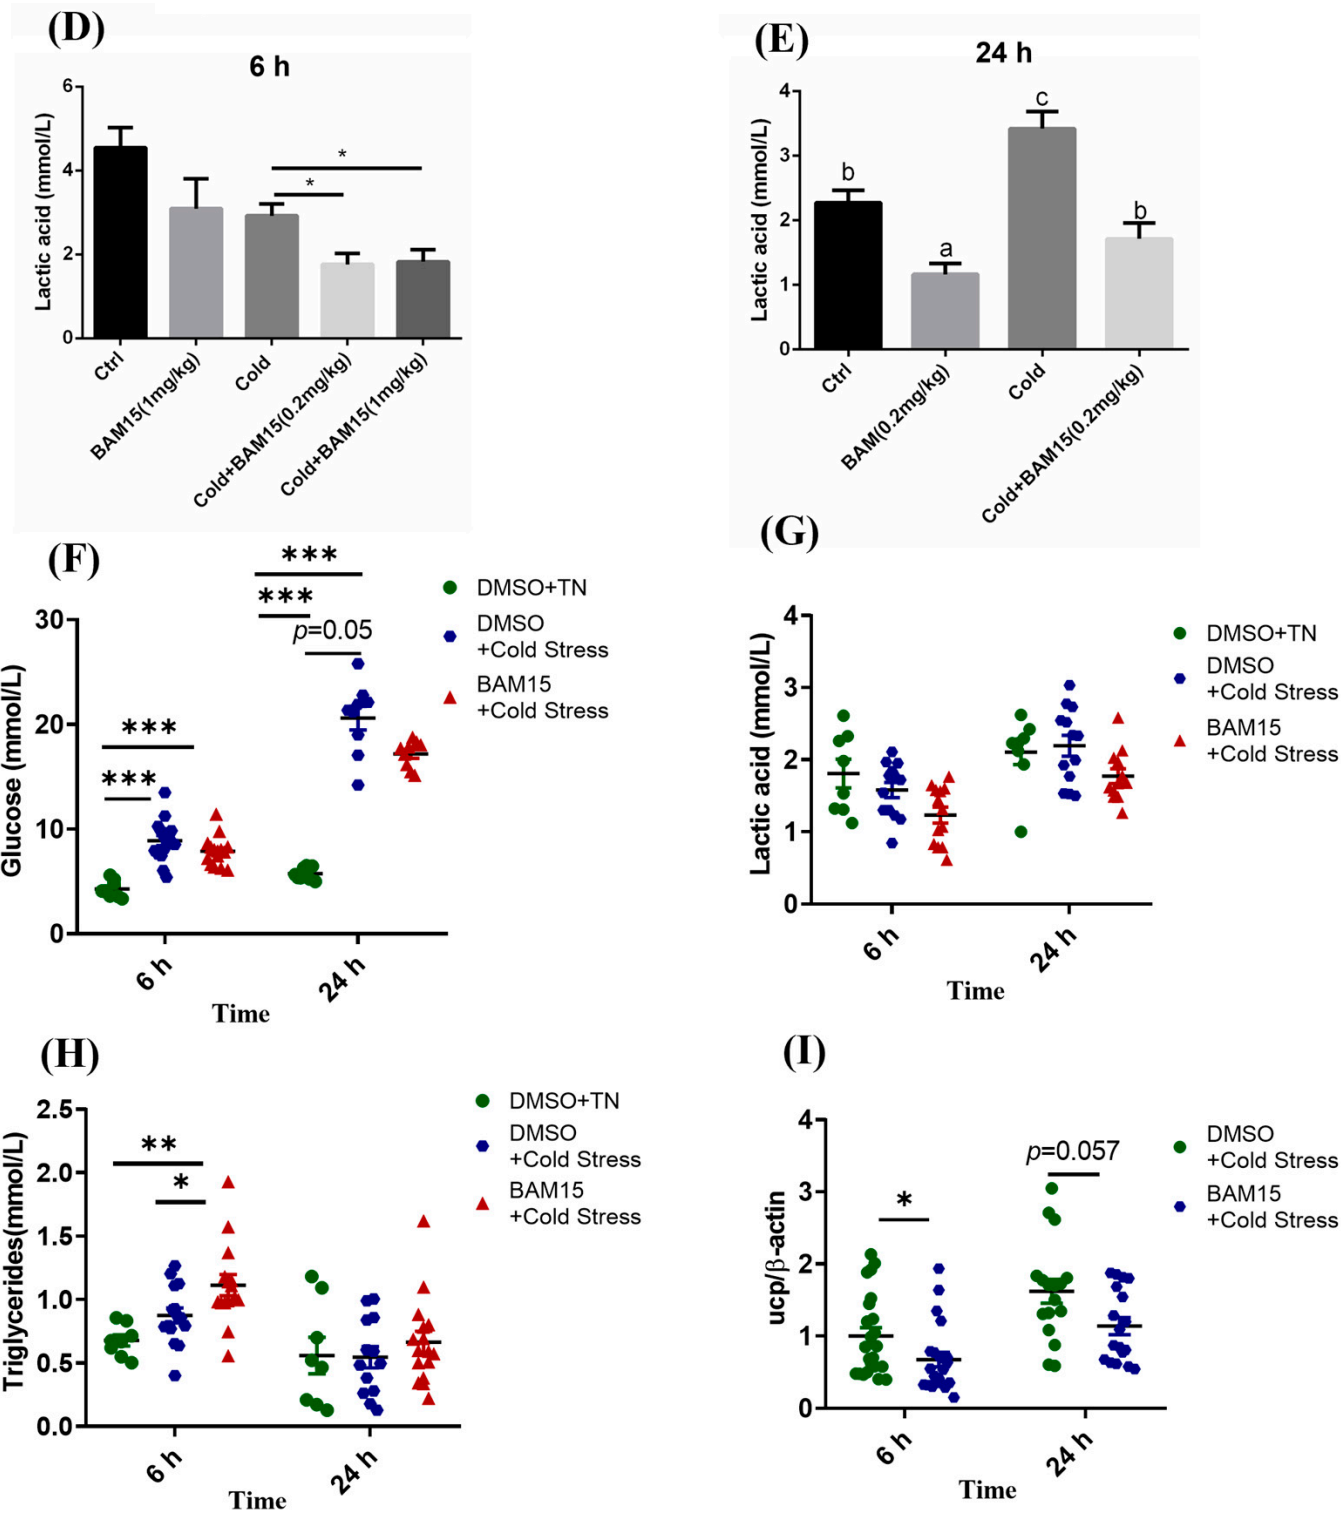 (D)
6 h
Lactic acid (mmol/L)
6
4
2
0
*
*
Ctrl
BAM15(1mg/kg)
Cold
Cold+BAM15(0.2mg/kg)
Cold+BAM15(1mg/kg)
(E)
24 h
Lactic acid (mmol/L)
4
3
2
1
0
b
a
c
b
Ctrl
BAM(0.2mg/kg)
Cold
Cold+BAM15(0.2mg/kg)
(F)
Glucose (mmol/L)
30
20
10
0
***
***
***
***
p=0.05
DMSO+TN
DMSO
+Cold Stress
BAM15
+Cold Stress
6 h
24 h
Time
(G)
Lactic acid (mmol/L)
4
3
2
1
0
DMSO+TN
DMSO
+Cold Stress
BAM15
+Cold Stress
6 h
24 h
Time
(H)
Triglycerides(mmol/L)
2.5
2.0
1.5
1.0
0.5
0.0
**
*
DMSO+TN
DMSO
+Cold Stress
BAM15
+Cold Stress
6 h
24 h
Time
(I)
ucp/β-actin
4
3
2
1
0
*
p=0.057
DMSO
+Cold Stress
BAM15
+Cold Stress
6 h
24 h
Time